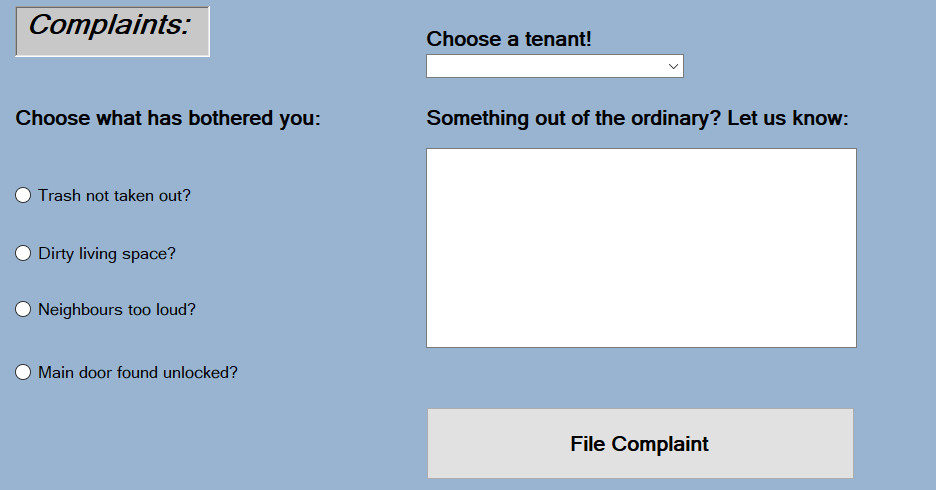 Complaints:
Choose a tenant!
Choose what has bothered you:
Something out of the ordinary? Let us know:
Trash not taken out?
Dirty living space?
Neighbours too loud?
Main door found unlocked?
File Complaint